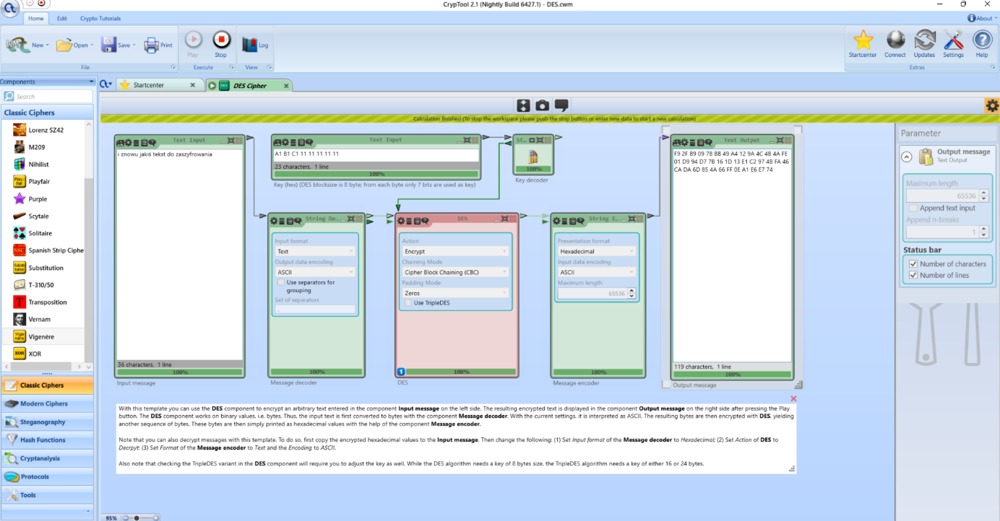 CrypTool 2.1 (Nightly Build 6427.1) - DES.cwm
Home Edit Crypto Tutorials
About
New Open Save Print
Play Stop
Log
Startcenter Connect Updates Settings Help
File Execute View Extras
Components
Startcenter
DES Cipher
Search
Classic Ciphers
Lorenz SZ42
M209
Nihilist
Playfair
Purple
Scytale
Solitaire
Spanish Strip Ciphe
Substitution
T-310/50
Transposition
Vernam
Vigenère
XOR
Classic Ciphers
Modern Ciphers
Steganography
Hash Functions
Cryptanalysis
Protocols
Tools
Calculation finished (To stop the workspace please push the stop button or enter new data to start a new calculation)
Text Input
i znowu jakiś tekst do zaszyfrowania
36 characters, 1 line
100%
Input message
Text Input
A1 B1 C1 11 11 11 11 11
23 characters, 1 line
100%
Key (hex) (DES blocksize is 8 byte; from each byte only 7 bits are used as key)
St...
100%
Key decoder
String De...
Input format
Text
Output data encoding
ASCII
Use separators for
grouping
Set of separators
,
100%
Message decoder
DES
Action
Encrypt
Chaining Mode
Cipher Block Chaining (CBC)
Padding Mode
Zeros
Use TripleDES
1
100%
DES
String E...
Presentation format
Hexadecimal
Input data encoding
ASCII
Maximum length
65536
100%
Message encoder
Text Output
F9 2F B9 09 7B BB 49 A4 12 9A 4C 4B 4A FE
01 D9 94 D7 7B 16 1D 13 E1 C2 97 4B FA 46
CA DA 6D 85 4A 66 FF 0E A1 E6 E7 74
119 characters, 1 line
100%
Output message
With this template you can use the DES component to encrypt an arbitrary text entered in the component Input message on the left side. The resulting encrypted text is displayed in the component Output message on the right side after pressing the Play
button. The DES component works on binary values, i.e. bytes. Thus, the input text is first converted to bytes with the component Message decoder. With the current settings, it is interpreted as ASCII. The resulting bytes are then encrypted with DES, yielding
another sequence of bytes. These bytes are then simply printed as hexadecimal values with the help of the component Message encoder.
Note that you can also decrypt messages with this template. To do so, first copy the encrypted hexadecimal values to the Input message. Then change the following: (1) Set Input format of the Message decoder to Hexadecimal; (2) Set Action of DES to
Decrpyt; (3) Set Format of the Message encoder to Text and the Encoding to ASCII.
Also note that checking the TripleDES variant in the DES component will require you to adjust the key as well. While the DES algorithm needs a key of 8 bytes size, the TripleDES algorithm needs a key of either 16 or 24 bytes.
95%
Parameter
Output message
Text Output
Maximum length
65536
Append text input
Append n-breaks
1
Status bar
Number of characters
Number of lines